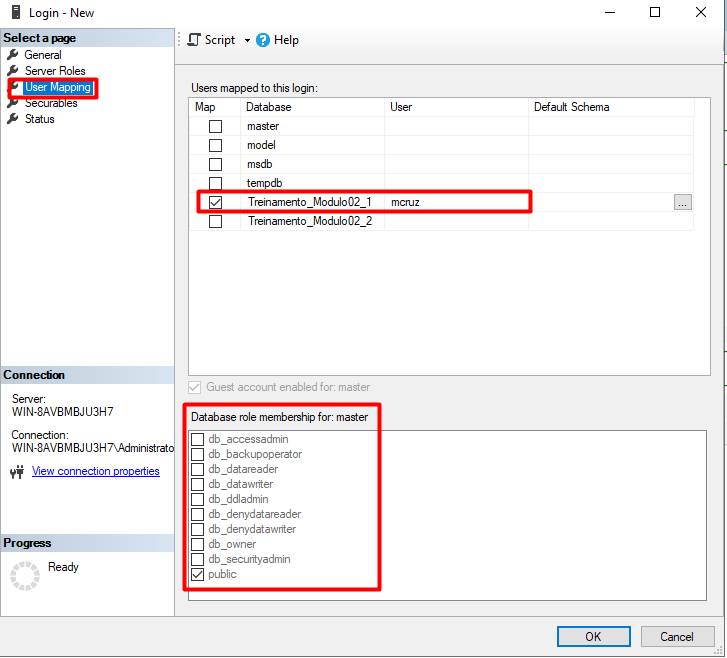 Login - New
Select a page
General
Server Roles
User Mapping
Securables
Status
Script
Help
Users mapped to this login:
Map Database User Default Schema
master
model
msdb
tempdb
Treinamento_Modulo02_1 mcruz ...
Treinamento_Modulo02_2
Guest account enabled for: master
Database role membership for: master
db_accessadmin
db_backupoperator
db_datareader
db_datawriter
db_ddladmin
db_denydatareader
db_denydatawriter
db_owner
db_securityadmin
public
Connection
Server:
WIN-8AVBMBJU3H7
Connection:
WIN-8AVBMBJU3H7\Administrato
View connection properties
Progress
Ready
OK Cancel